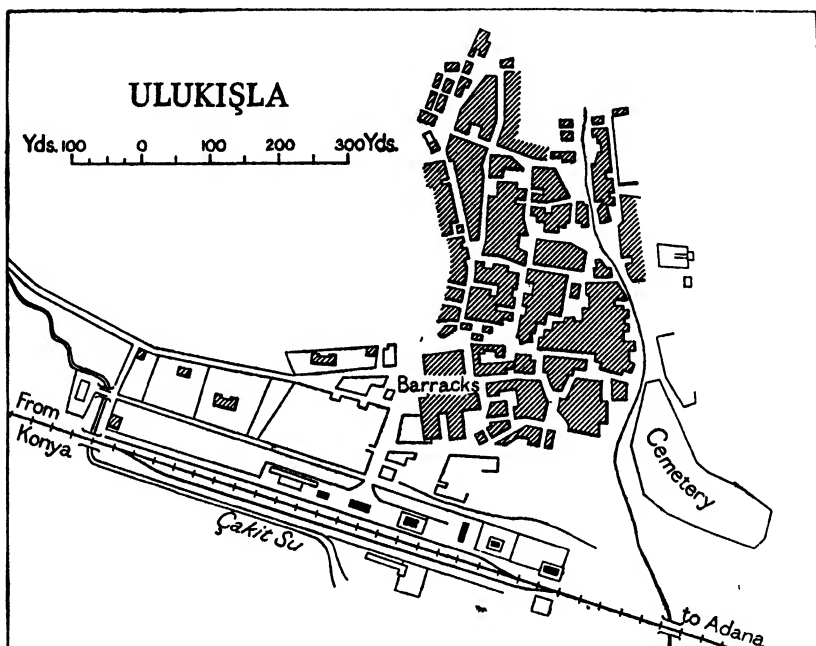 ULUKIŞLA
Yds. 100 0 100 200 300 Yds.
Barracks
From
Konya
Çakit Su
Cemetery
to Adana